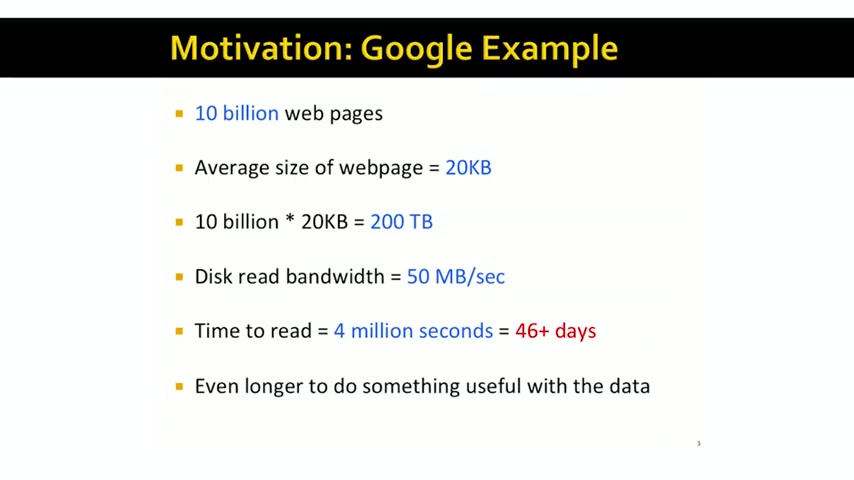 Motivation: Google Example
10 billion web pages
Average size of webpage = 20KB
10 billion * 20KB = 200 TB
Disk read bandwidth = 50 MB/sec
Time to read = 4 million seconds = 46+ days
Even longer to do something useful with the data
3